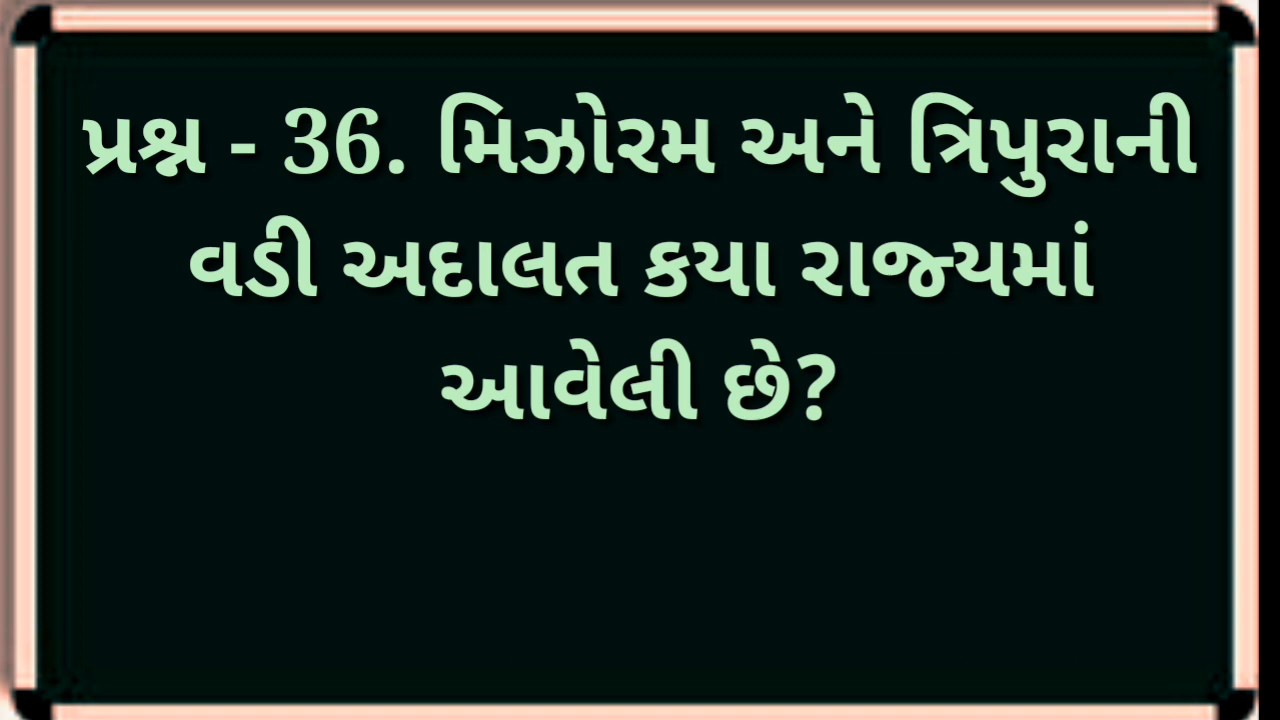 પ્રશ્ન - 36. મિઝોરમ અને ત્રિપુરાની
વડી અદાલત કયા રાજ્યમાં
આવેલી છે?